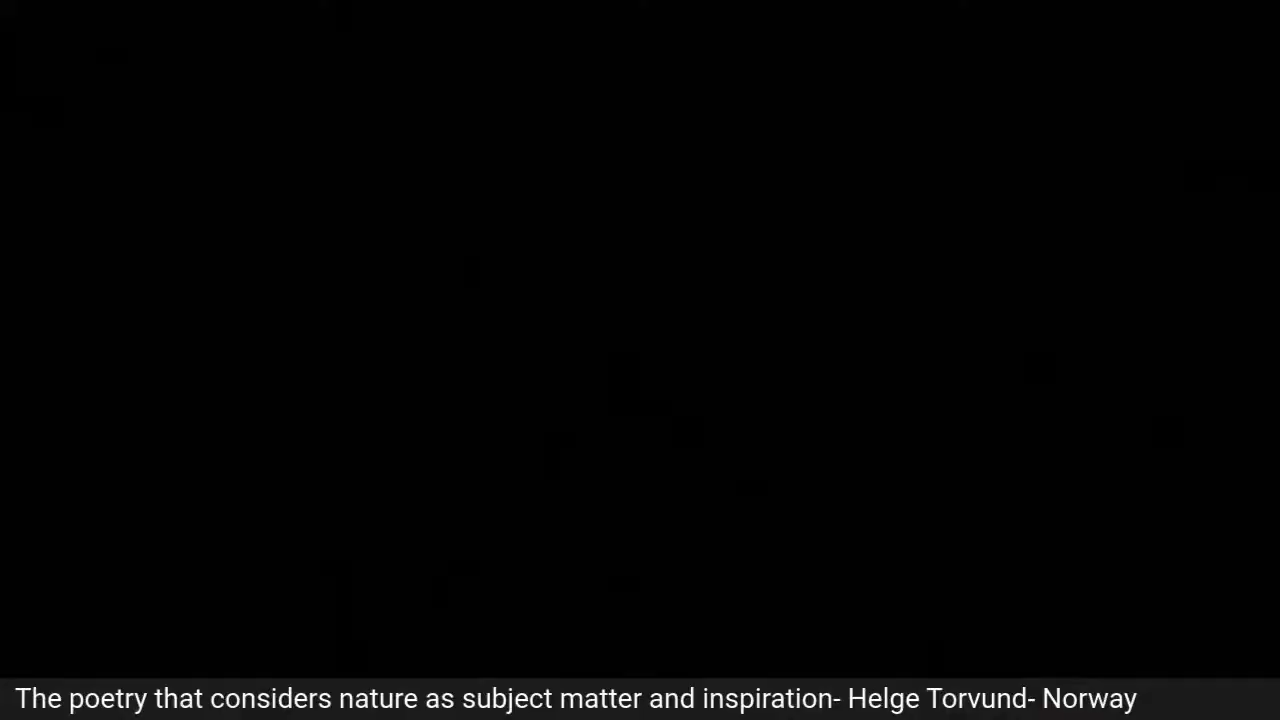 The poetry that considers nature as subject matter and inspiration- Helge Torvund- Norway